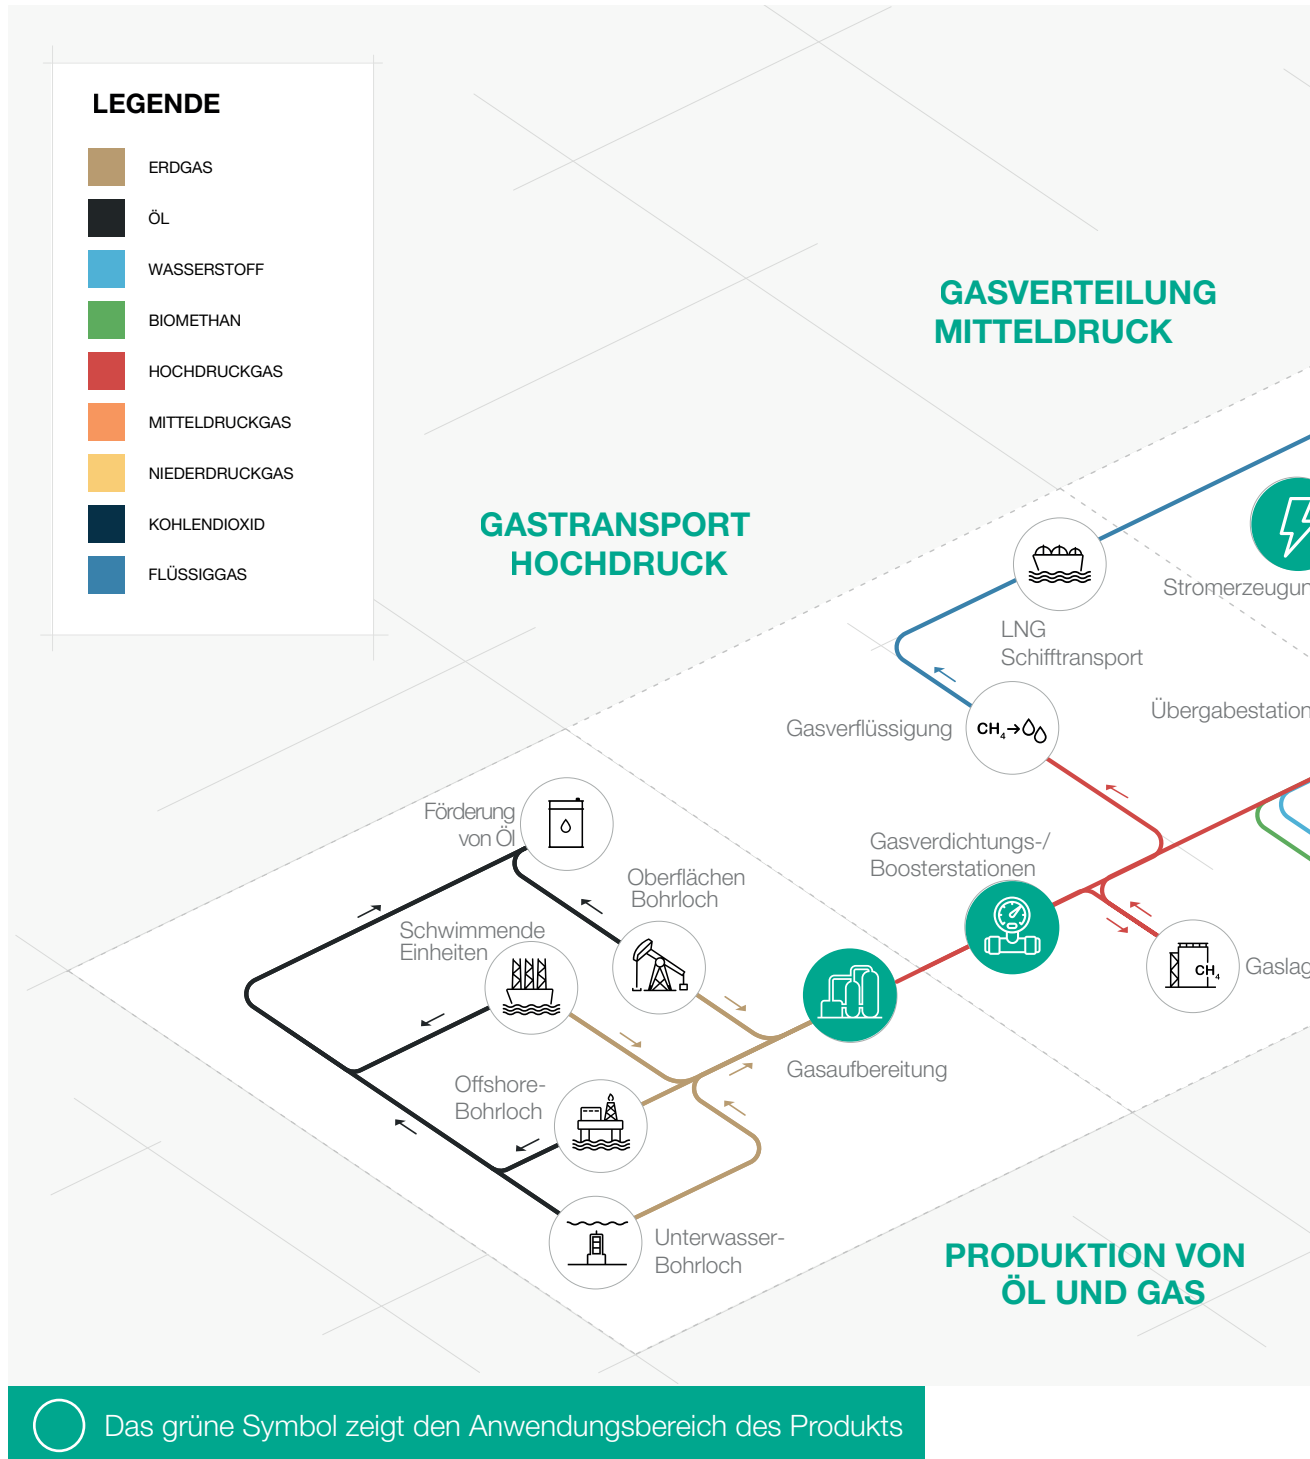 LEGENDE
ERDGAS
ÖL
WASSERSTOFF
BIOMETHAN
HOCHDRUCKGAS
MITTELDRUCKGAS
NIEDERDRUCKGAS
KOHLENDIOXID
FLÜSSIGGAS
GASVERTEILUNG
MITTELDRUCK
GASTRANSPORT
HOCHDRUCK
Stromerzeugun
LNG
Schifftransport
Übergabestation
Gasverflüssigung
CH₄→
Förderung
von Öl
Gasverdichtungs-/
Boosterstationen
Oberflächen
Bohrloch
Schwimmende
Einheiten
CH₄
Gaslag
Gasaufbereitung
Offshore-
Bohrloch
Unterwasser-
Bohrloch
PRODUKTION VON
ÖL UND GAS
Das grüne Symbol zeigt den Anwendungsbereich des Produkts